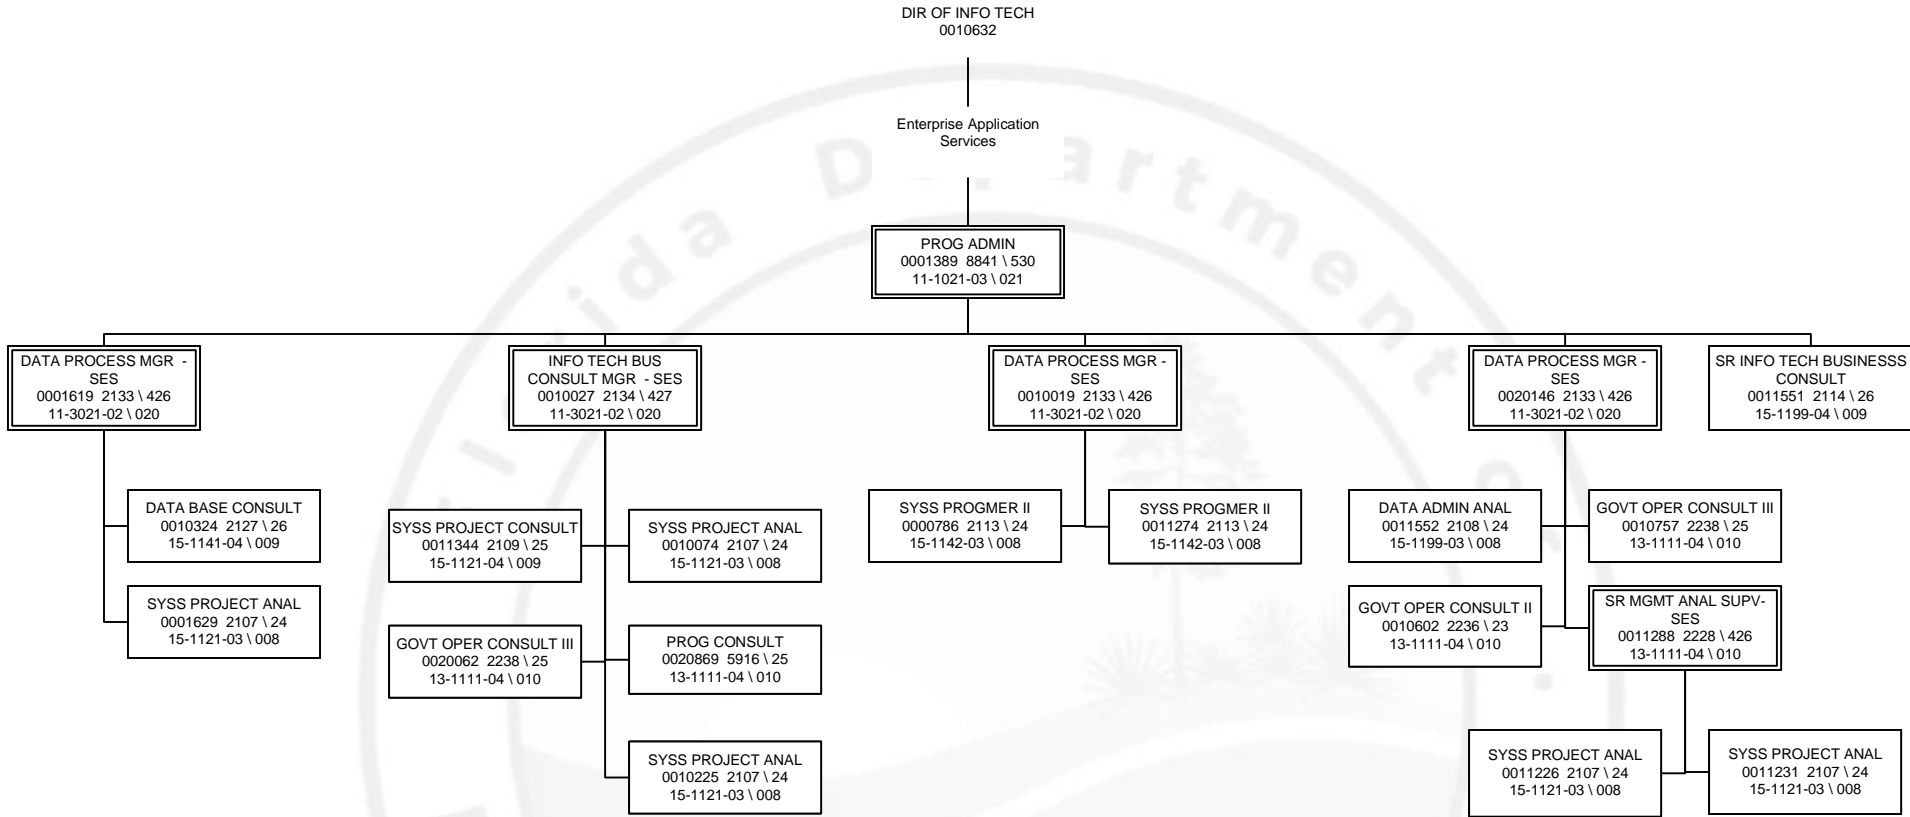 DIR OF INFO TECH
0010632
Enterprise Application
Services
PROG ADMIN
0001389 8841 \ 530
11-1021-03 \ 021
DATA PROCESS MGR -
SES
0001619 2133 \ 426
11-3021-02 \ 020
INFO TECH BUS
CONSULT MGR - SES
0010027 2134 \ 427
11-3021-02 \ 020
DATA PROCESS MGR -
SES
0010019 2133 \ 426
11-3021-02 \ 020
DATA PROCESS MGR -
SES
0020146 2133 \ 426
11-3021-02 \ 020
SR INFO TECH BUSINESSS
CONSULT
0011551 2114 \ 26
15-1199-04 \ 009
DATA BASE CONSULT
0010324 2127 \ 26
15-1141-04 \ 009
SYSS PROJECT ANAL
0001629 2107 \ 24
15-1121-03 \ 008
SYSS PROJECT CONSULT
0011344 2109 \ 25
15-1121-04 \ 009
SYSS PROJECT ANAL
0010074 2107 \ 24
15-1121-03 \ 008
GOVT OPER CONSULT III
0020062 2238 \ 25
13-1111-04 \ 010
PROG CONSULT
0020869 5916 \ 25
13-1111-04 \ 010
SYSS PROJECT ANAL
0010225 2107 \ 24
15-1121-03 \ 008
SYSS PROGMER II
0000786 2113 \ 24
15-1142-03 \ 008
SYSS PROGMER II
0011274 2113 \ 24
15-1142-03 \ 008
DATA ADMIN ANAL
0011552 2108 \ 24
15-1199-03 \ 008
GOVT OPER CONSULT III
0010757 2238 \ 25
13-1111-04 \ 010
GOVT OPER CONSULT II
0010602 2236 \ 23
13-1111-04 \ 010
SR MGMT ANAL SUPV-
SES
0011288 2228 \ 426
13-1111-04 \ 010
SYSS PROJECT ANAL
0011226 2107 \ 24
15-1121-03 \ 008
SYSS PROJECT ANAL
0011231 2107 \ 24
15-1121-03 \ 008